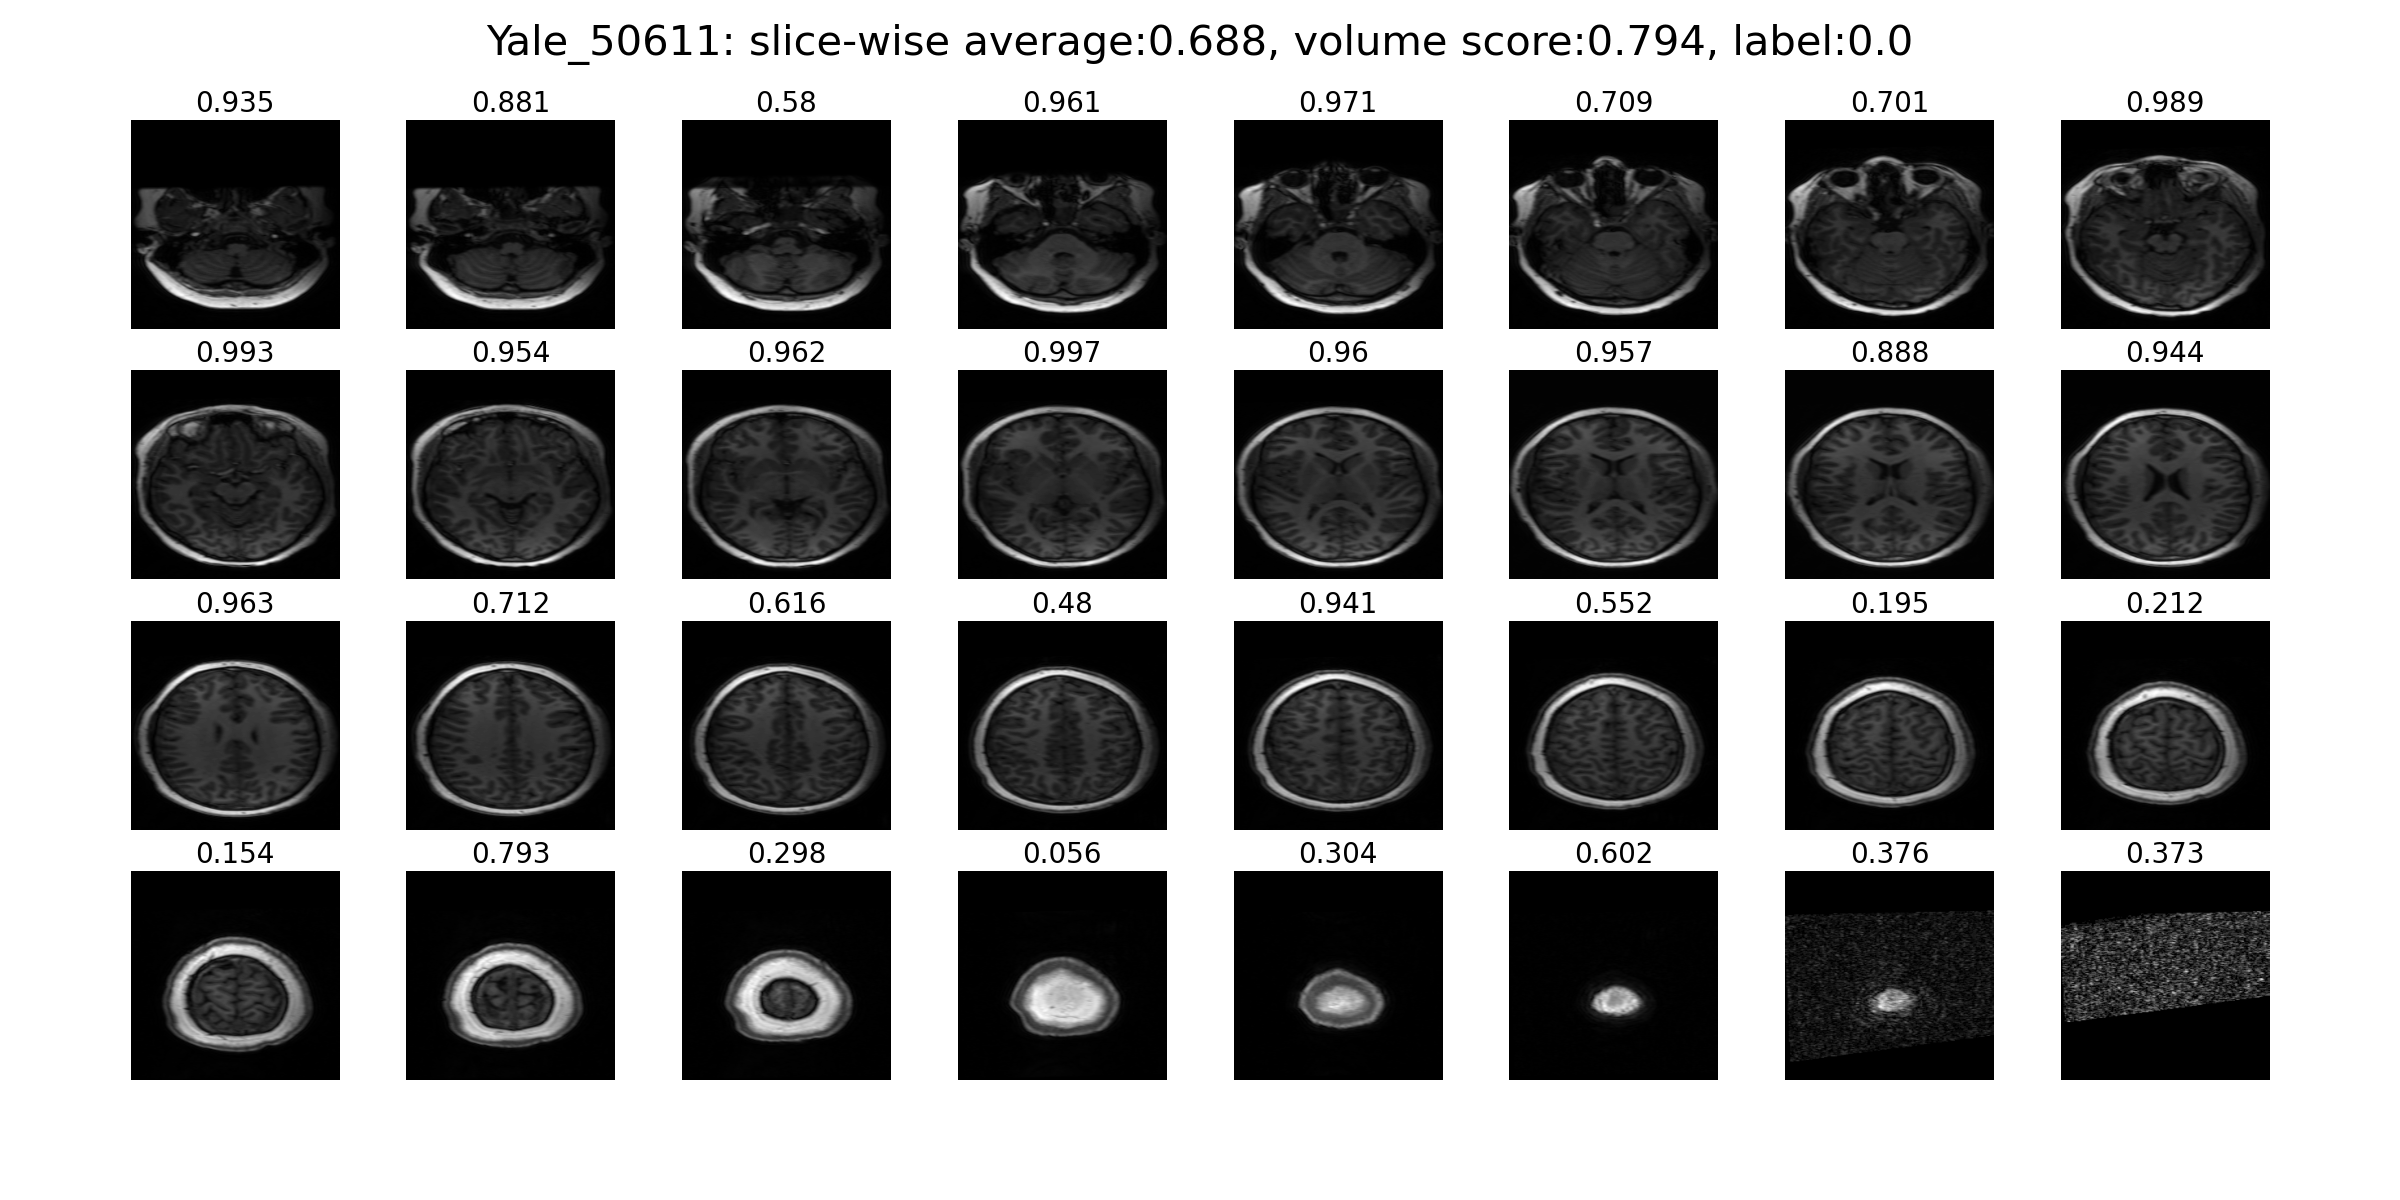 Yale_50611: slice-wise average:0.688, volume score:0.794, label:0.0
0.935 0.881 0.58 0.961 0.971 0.709 0.701 0.989
0.993 0.954 0.962 0.997 0.96 0.957 0.888 0.944
0.963 0.712 0.616 0.48 0.941 0.552 0.195 0.212
0.154 0.793 0.298 0.056 0.304 0.602 0.376 0.373